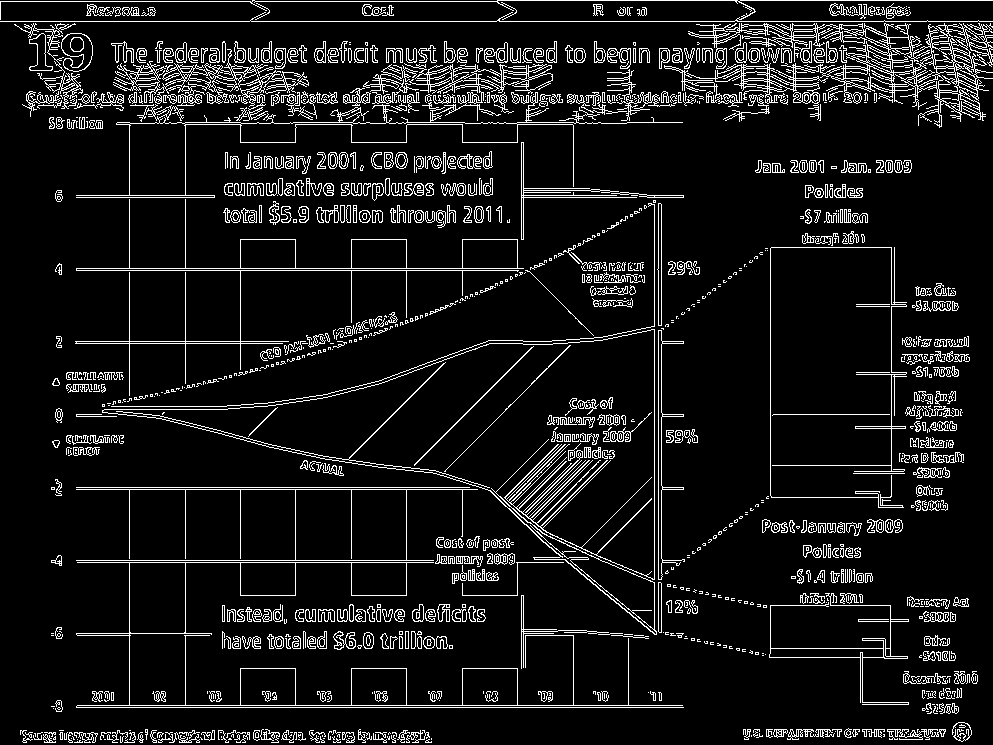 Response Cost Reform Challenges
19 The federal budget deficit must be reduced to begin paying down debt
Causes of the difference between projected and actual cumulative budget surpluses/deficits, fiscal years 2001 - 2011
$8 trillion
In January 2001, CBO projected
cumulative surpluses would
total $5.9 trillion through 2011.
6
4
2
0
-2
-4
-6
-8
CUMULATIVE
SURPLUS
CUMULATIVE
DEFICIT
CBO JAN. 2001 PROJECTIONS
ACTUAL
COSTS NOT DUE
TO LEGISLATION
economic)
29%
Cost of
January 2001 -
January 2009
policies
59%
Cost of post-
January 2009
policies
12%
Instead, cumulative deficits
have totaled $6.0 trillion.
2001 '02 '03 '04 '05 '06 '07 '08 '09 '10 '11
Jan. 2001 - Jan. 2009
Policies
-$7 trillion
through 2011
Tax Cuts
-$3,000b
Other annual
appropriations
-$1,700b
Iraq and
Afghanistan
-$1,400b
Medicare
Part D benefit
-$300b
Other
-$600b
Post-January 2009
Policies
-$1.4 trillion
through 2011
Recovery Act
-$800b
Other
-$410b
December 2010
tax deal
-$250b
Source: Treasury analysis of Congressional Budget Office data. See Notes for more details.
U.S. DEPARTMENT OF THE TREASURY